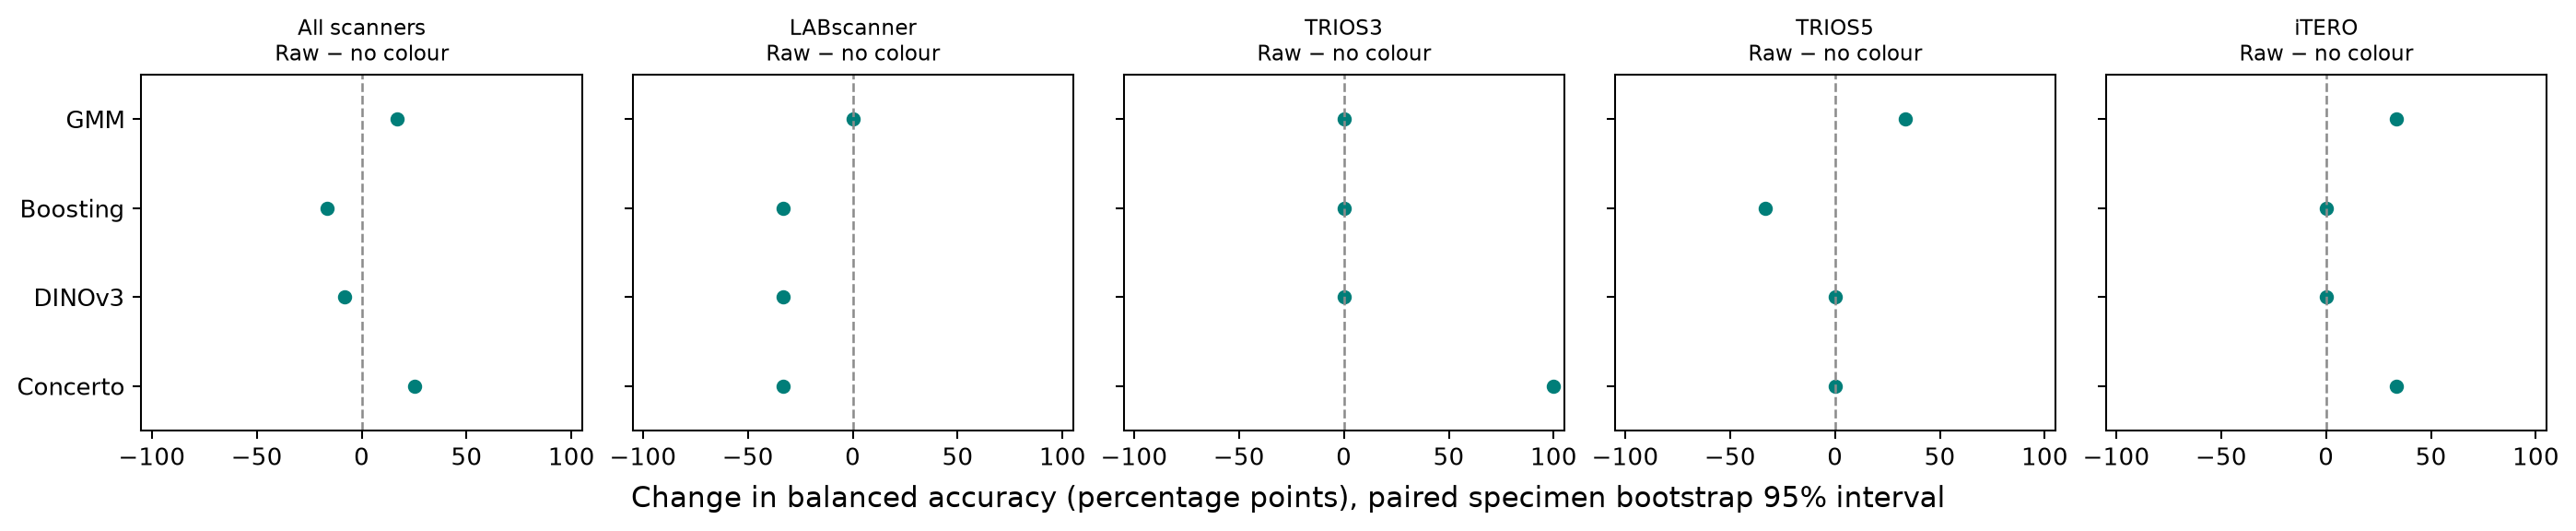 All scanners
Raw − no colour
LABscanner
Raw − no colour
TRIOS3
Raw − no colour
TRIOS5
Raw − no colour
iTERO
Raw − no colour
GMM
Boosting
DINOv3
Concerto
−100 −50 0 50 100
−100 −50 0 50 100
−100 −50 0 50 100
−100 −50 0 50 100
−100 −50 0 50 100
Change in balanced accuracy (percentage points), paired specimen bootstrap 95% interval